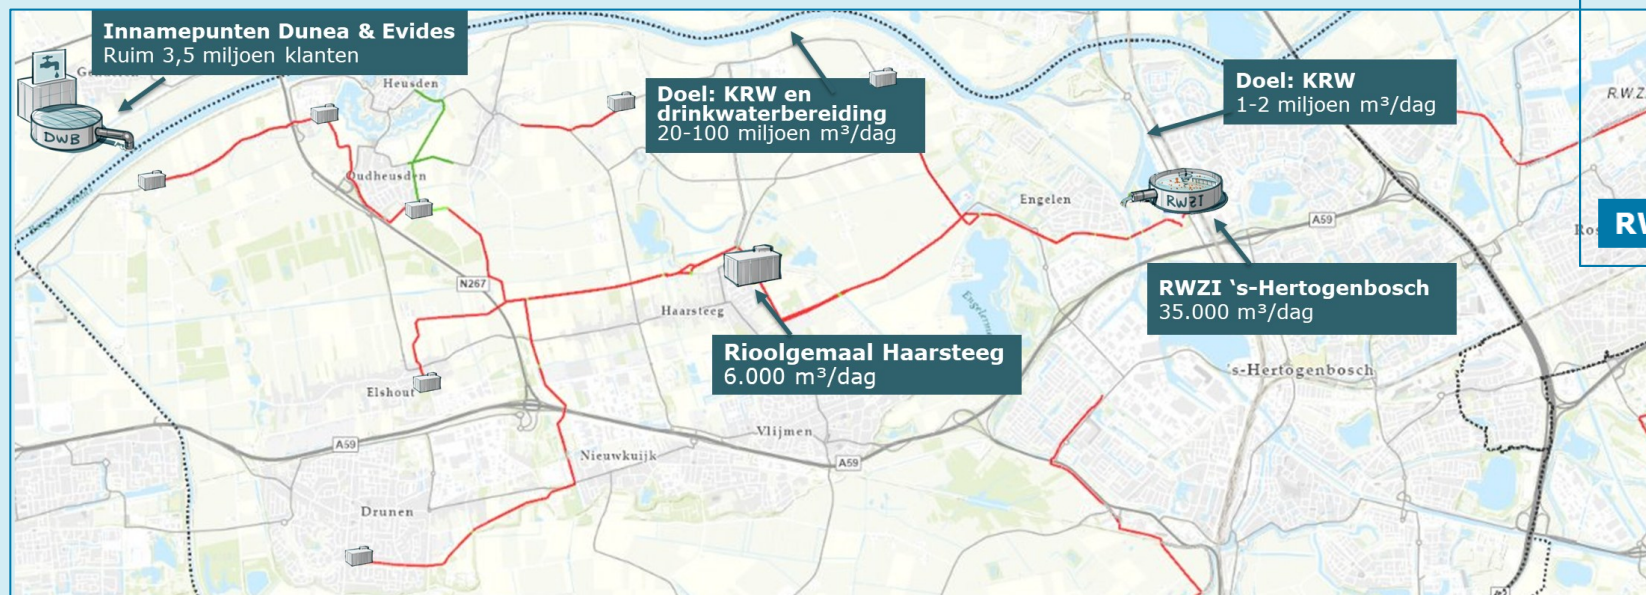 Innamepunten Dunea & Evides
Ruim 3,5 miljoen klanten
DWB
Heusden
Doel: KRW en
drinkwaterbereiding
20-100 miljoen m³/dag
Doel: KRW
1-2 miljoen m³/dag
R.W.Z
Oudheusden
Engelen
RWZI
A59
RW
N267
Haarsteeg
RWZI ‘s-Hertogenbosch
35.000 m³/dag
Rioolgemaal Haarsteeg
6.000 m³/dag
's-Hertogenbosch
Elshout
Vlijmen
A59
Nieuwkuijk
A59
Drunen